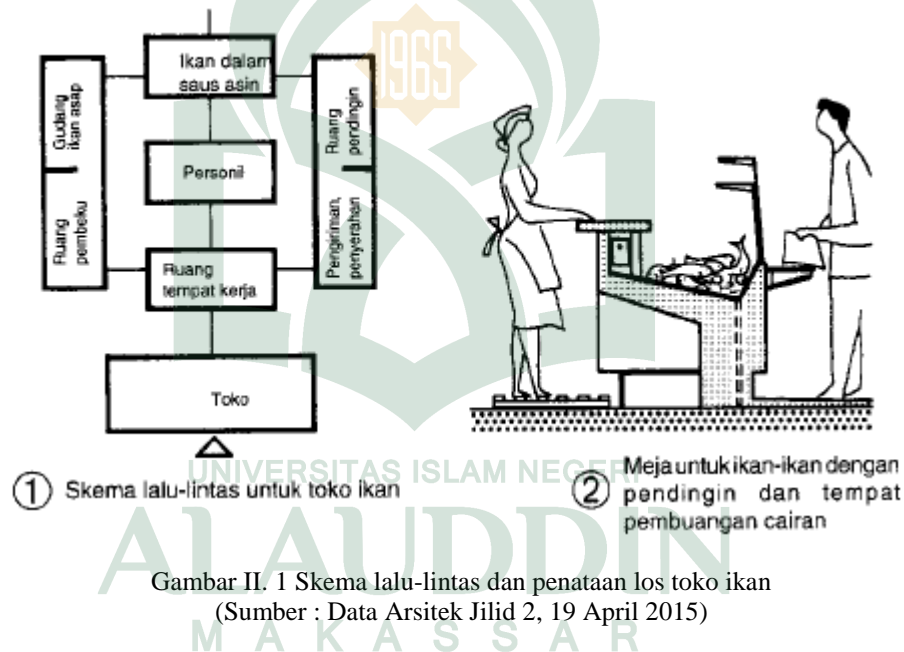 Ikan dalam
saus asin
Gudang
ikan asap
Ruang
pembeku
Personil
Ruang
pendingin
Pengiriman,
penyerahan
Ruang
tempat kerja
Toko
1 Skema lalu-lintas untuk toko ikan
2 Meja untuk ikan-ikan dengan
pendingin dan tempat
pembuangan cairan
1965
UNIVERSITAS ISLAM NEGERI
ALAUDDIN
Gambar II. 1 Skema lalu-lintas dan penataan los toko ikan
(Sumber : Data Arsitek Jilid 2, 19 April 2015)
MAKASSAR